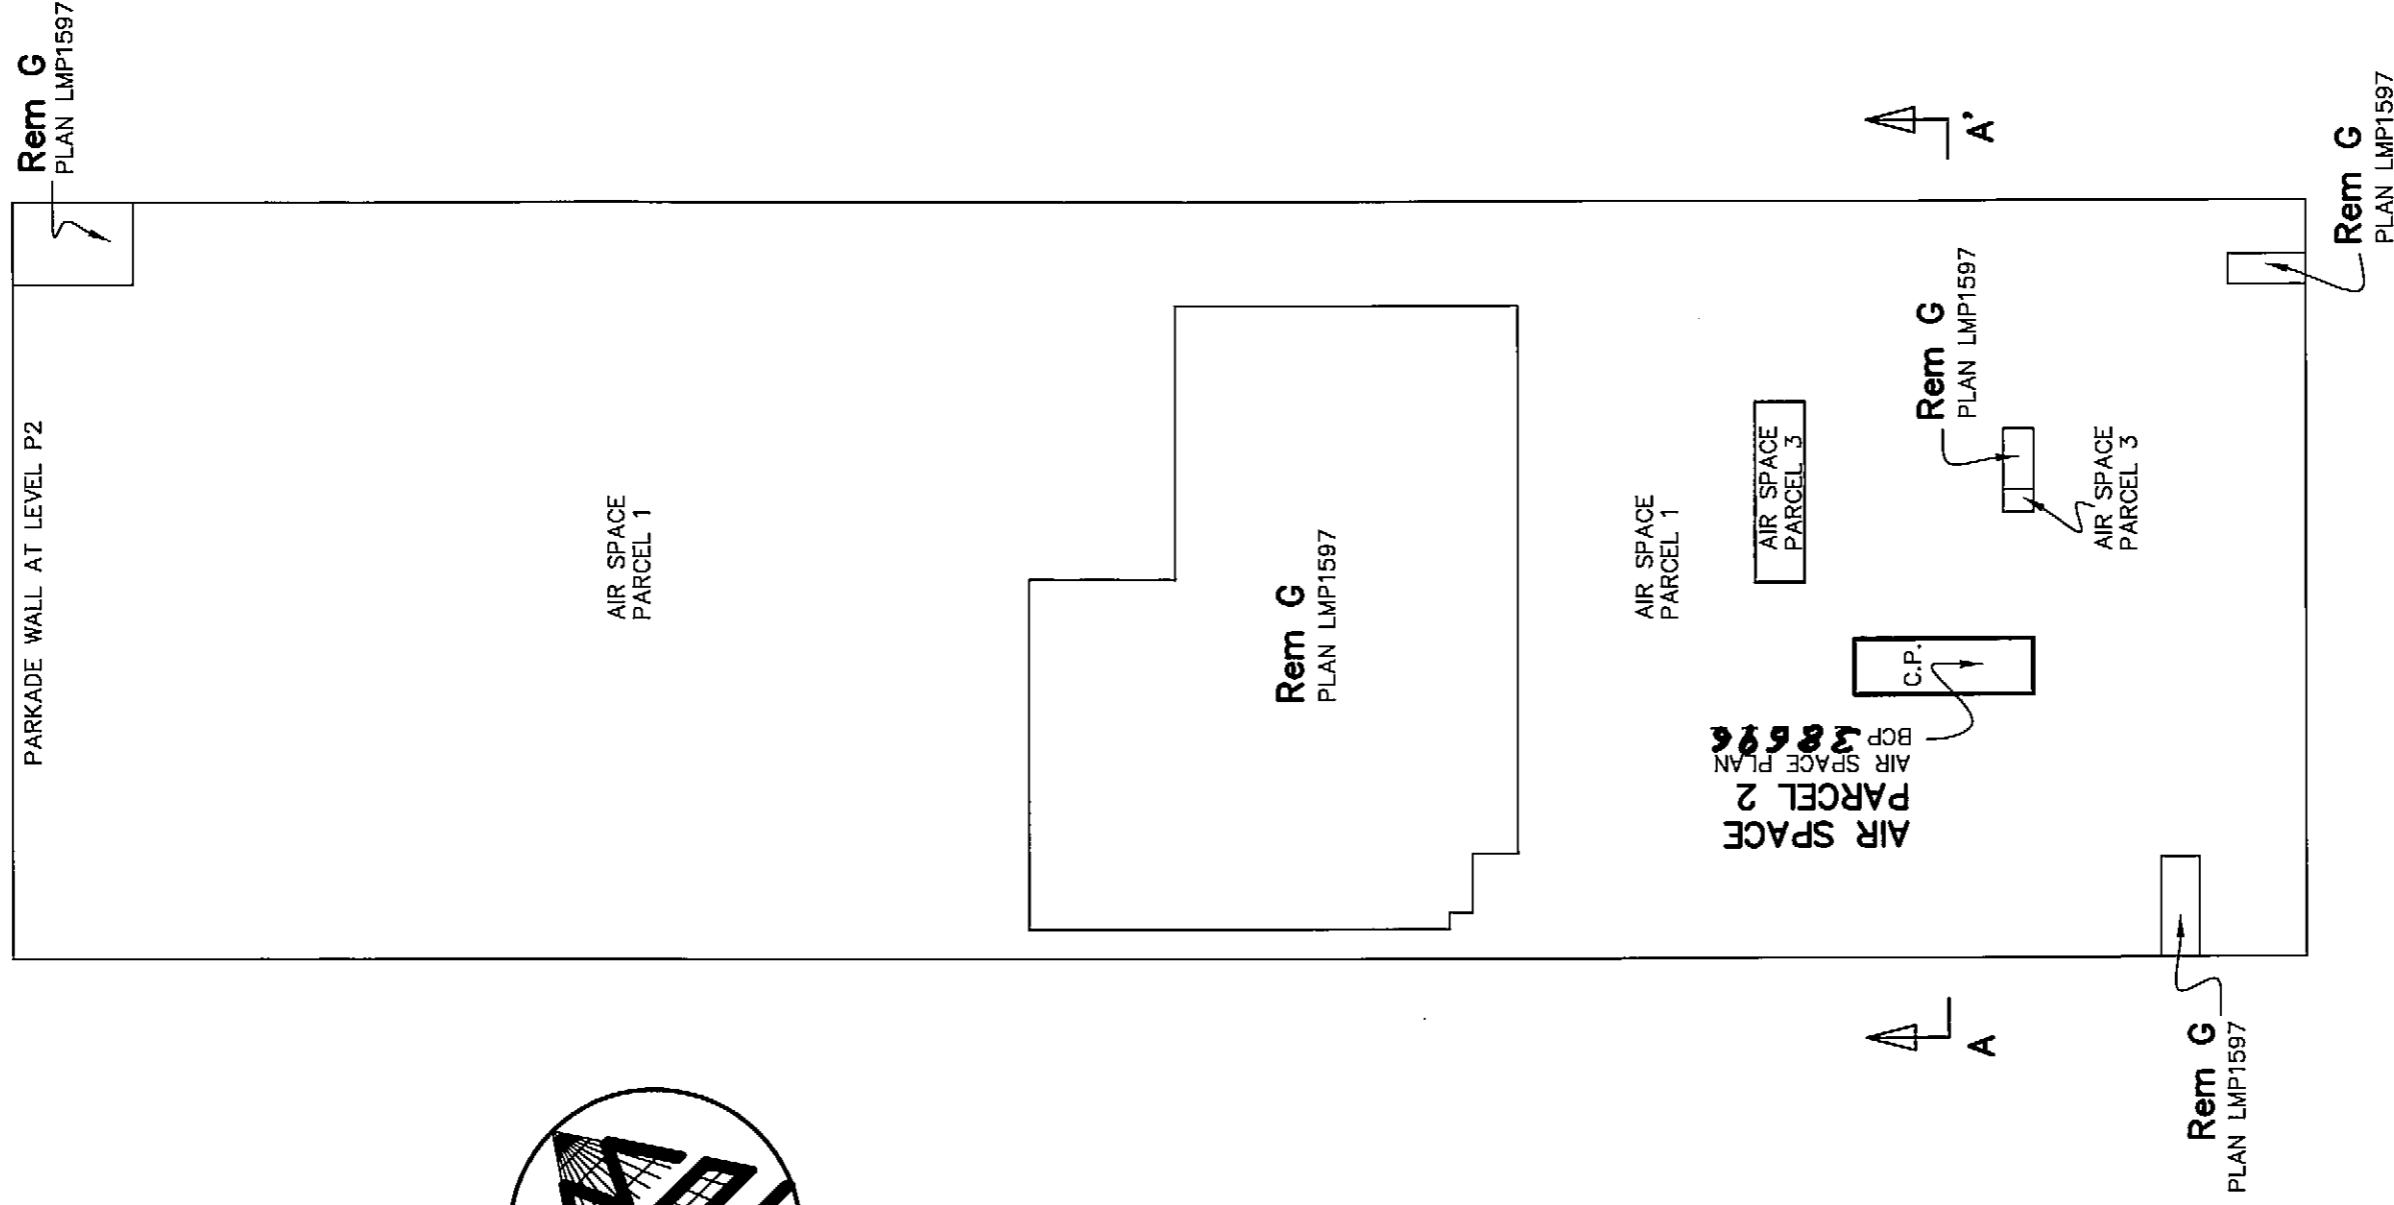 Rem G
PLAN LMP1597
PARKADE WALL AT LEVEL P2
AIR SPACE
PARCEL 1
Rem G
PLAN LMP1597
AIR SPACE
PARCEL 1
AIR SPACE
PARCEL 3
Rem G
PLAN LMP1597
AIR SPACE
PARCEL 3
C.P.
AIR SPACE
PARCEL 2
AIR SPACE PLAN
BCP
A'
A
Rem G
PLAN LMP1597
Rem G
PLAN LMP1597